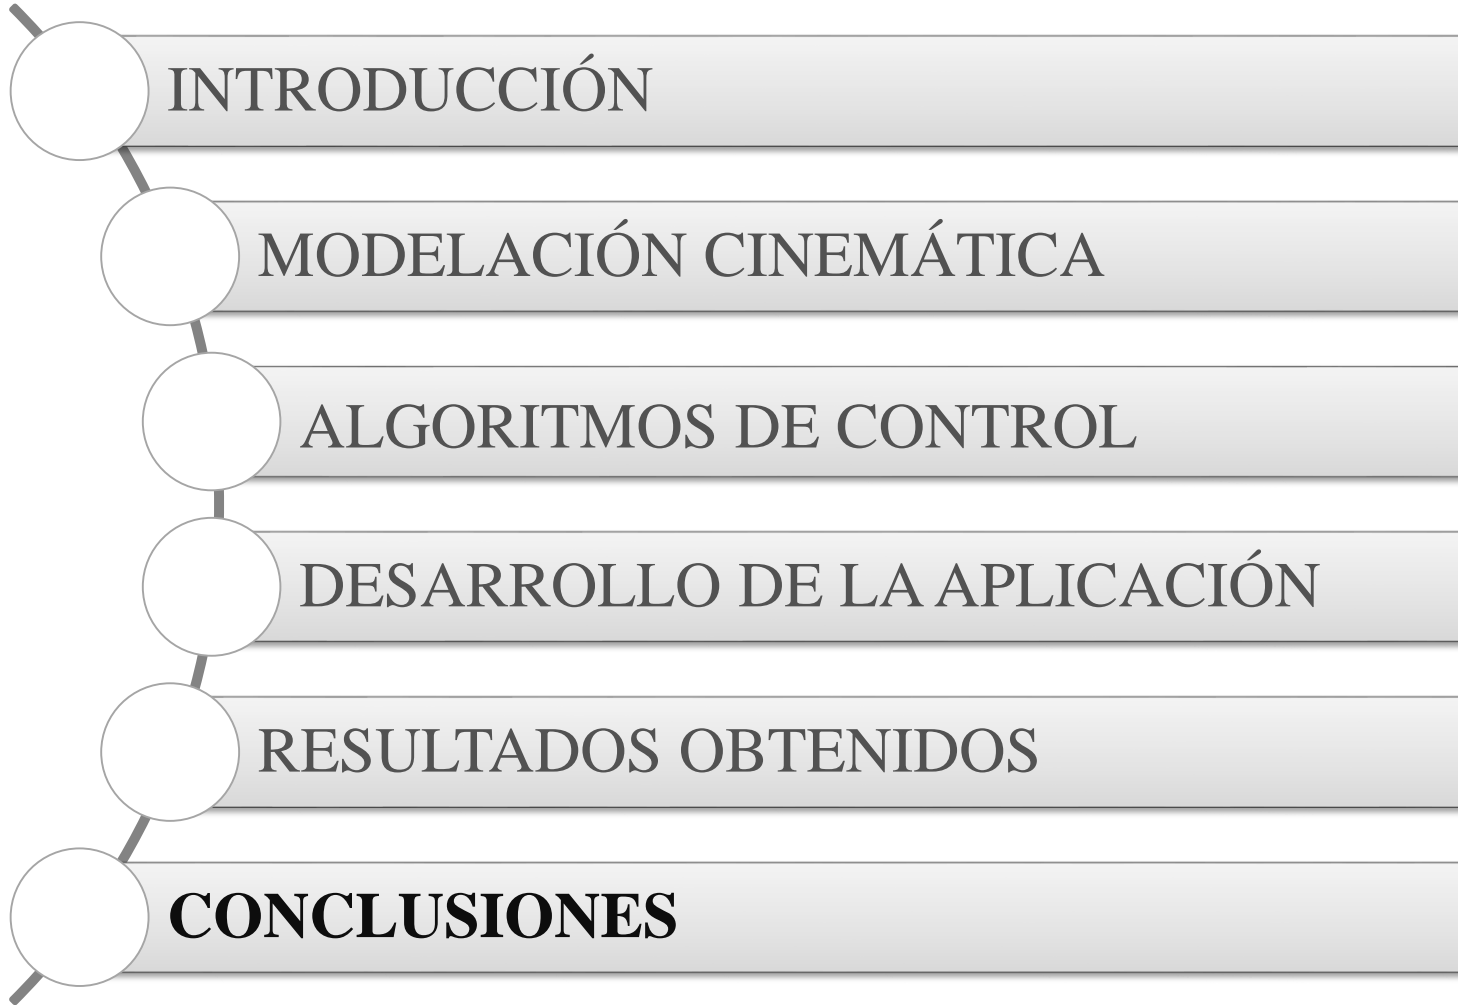 INTRODUCCIÓN
MODELACIÓN CINEMÁTICA
ALGORITMOS DE CONTROL
DESARROLLO DE LA APLICACIÓN
RESULTADOS OBTENIDOS
CONCLUSIONES